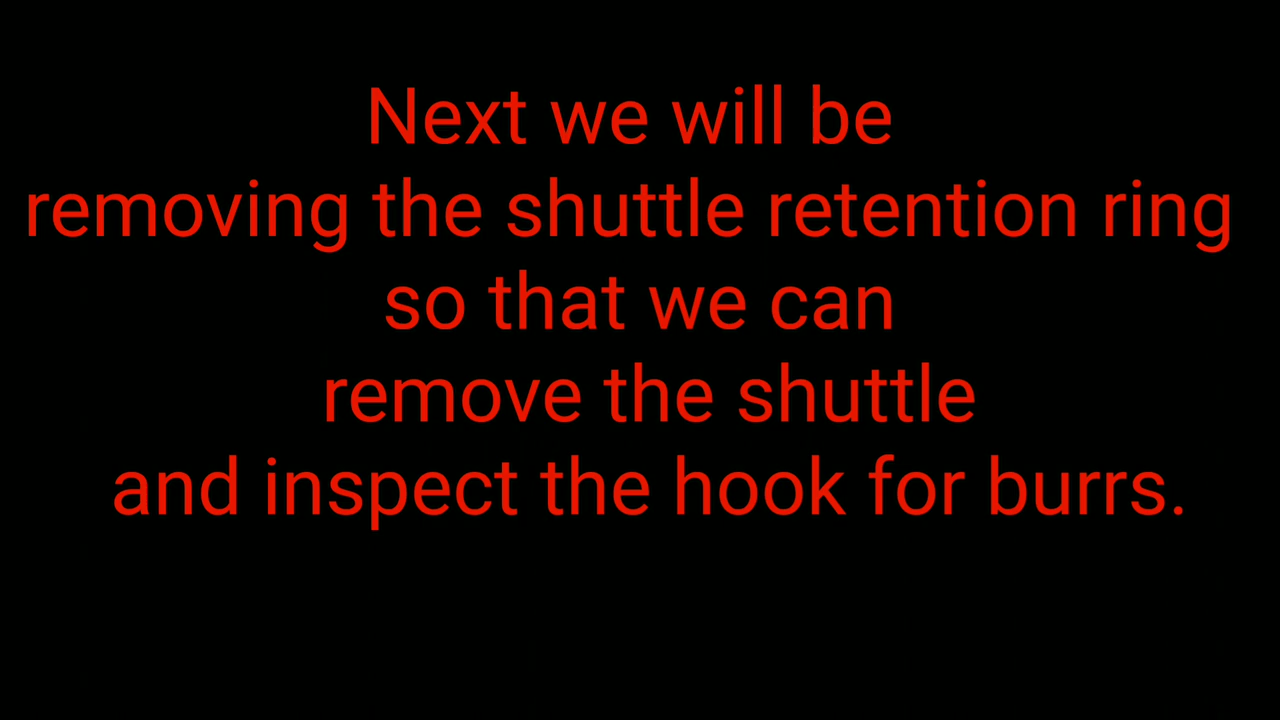 Next we will be
removing the shuttle retention ring
so that we can
remove the shuttle
and inspect the hook for burrs.